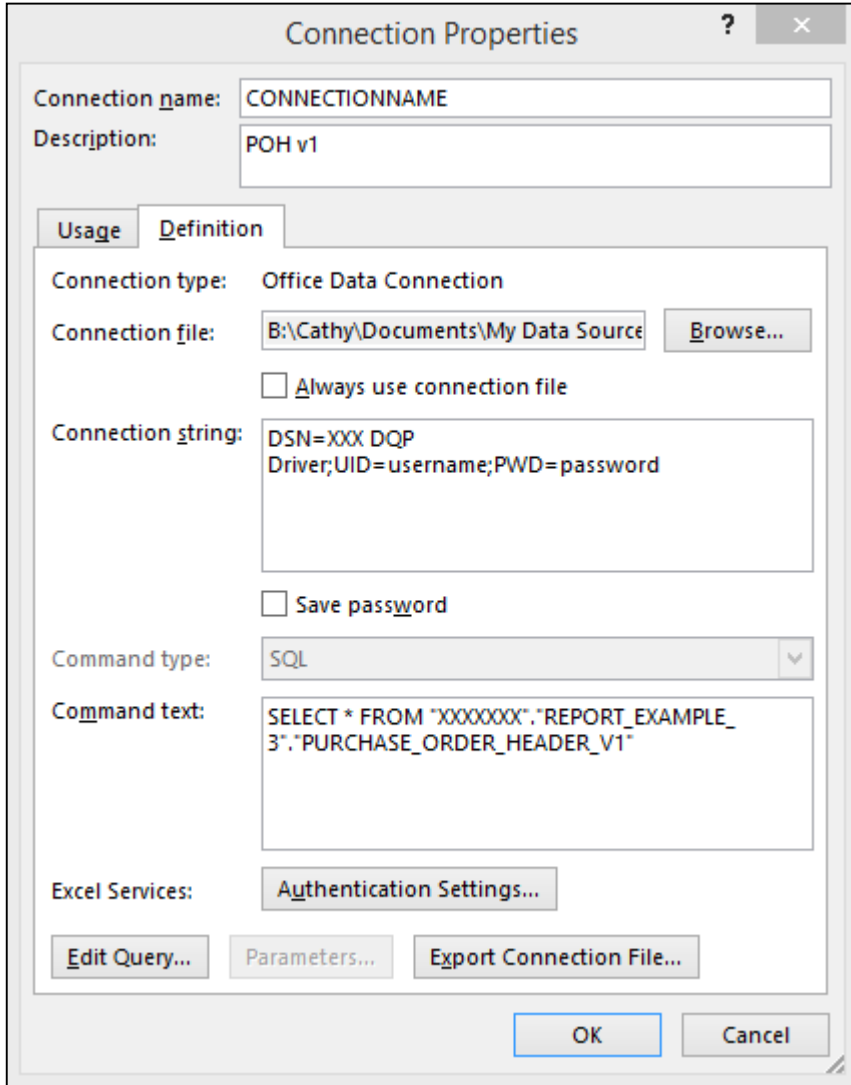 Connection Properties ?
Connection name: CONNECTIONNAME
Description: POH v1
Usage Definition
Connection type: Office Data Connection
Connection file: B:\Cathy\Documents\My Data Source Browse...
Always use connection file
Connection string: DSN=XXX DQP
Driver;UID=username;PWD=password
Save password
Command type: SQL
Command text: SELECT * FROM "XXXXXXX"."REPORT_EXAMPLE_
3"."PURCHASE_ORDER_HEADER_V1"
Excel Services: Authentication Settings...
Edit Query... Parameters... Export Connection File...
OK Cancel